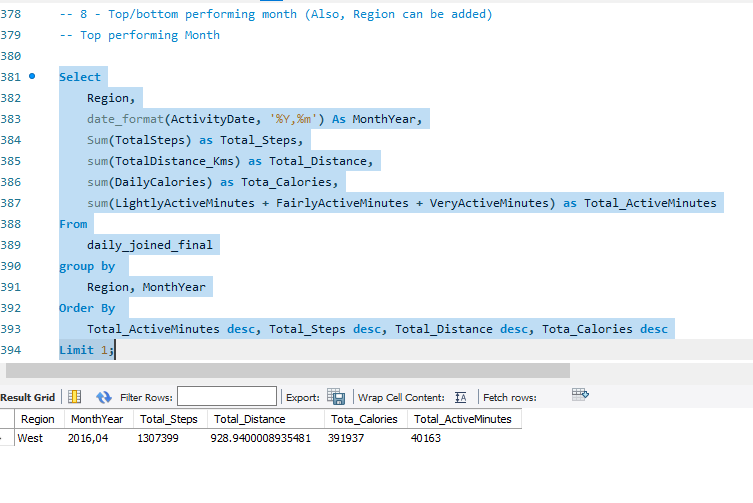 378 -- 8 - Top/bottom performing month (Also, Region can be added)
379 -- Top performing Month
380
381 Select
382 Region,
383 date_format(ActivityDate, '%Y,%m') As MonthYear,
384 Sum(TotalSteps) as Total_Steps,
385 sum(TotalDistance_Kms) as Total_Distance,
386 sum(DailyCalories) as Tota_Calories,
387 sum(LightlyActiveMinutes + FairlyActiveMinutes + VeryActiveMinutes) as Total_ActiveMinutes
388 From
389 daily_joined_final
390 group by
391 Region, MonthYear
392 Order By
393 Total_ActiveMinutes desc, Total_Steps desc, Total_Distance desc, Tota_Calories desc
394 Limit 1;
Result Grid Filter Rows: Export: Wrap Cell Content: Fetch rows:
Region MonthYear Total_Steps Total_Distance Tota_Calories Total_ActiveMinutes
West 2016,04 1307399 928.9400008935481 391937 40163